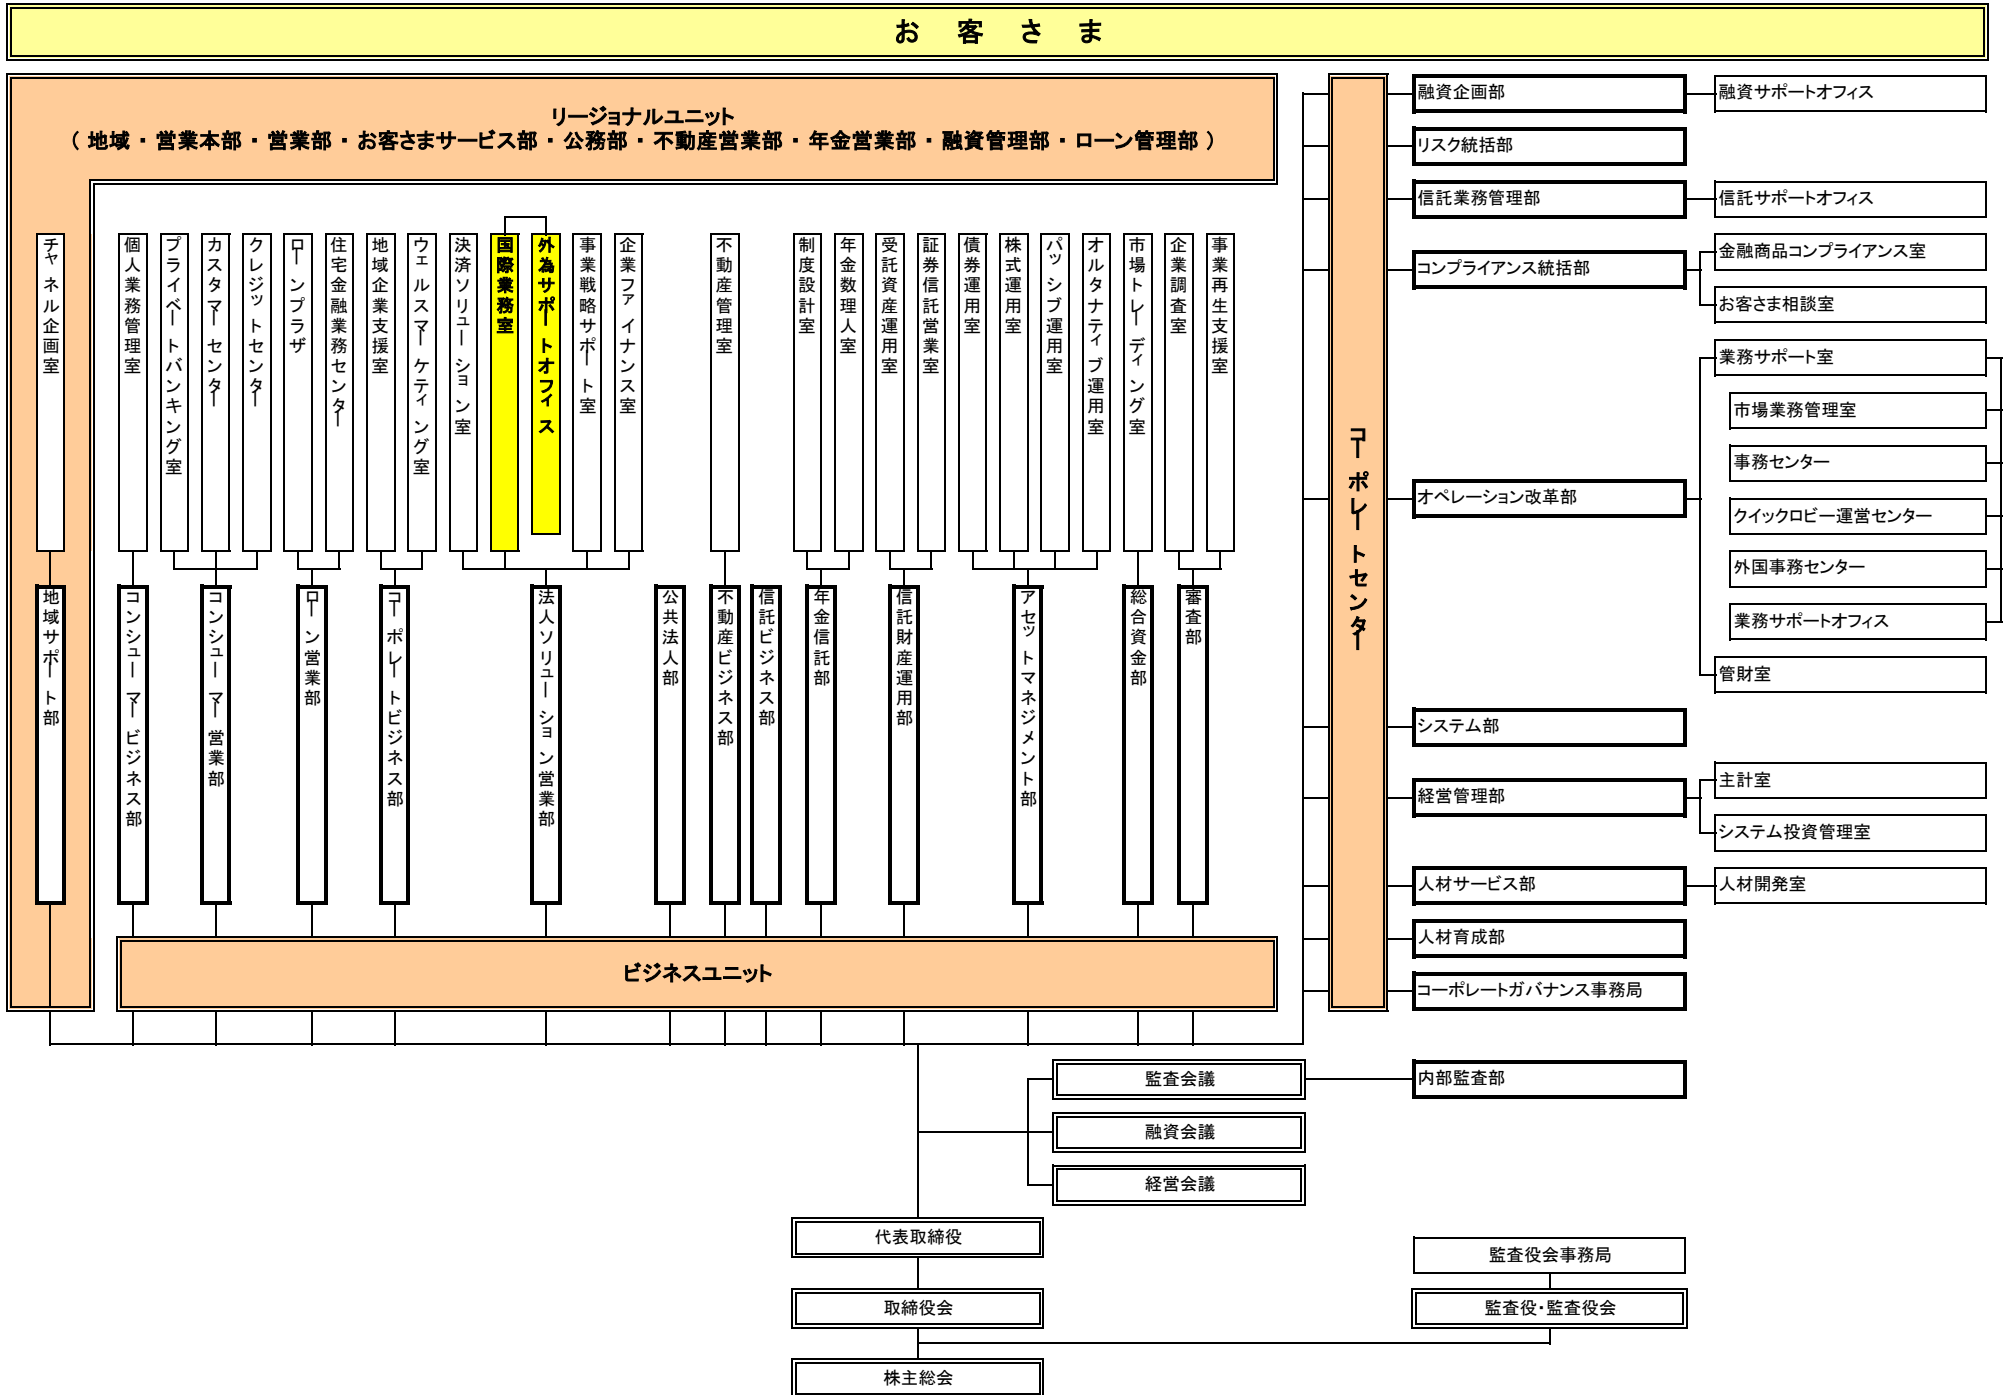 お 客 さ ま
リージョナルユニット
（ 地域 ・ 営業本部 ・ 営業部 ・ お客さまサービス部 ・ 公務部 ・ 不動産営業部 ・ 年金営業部 ・ 融資管理部 ・ ローン管理部 ）
チャネル企画室
個人業務管理室
プライベートバンキング室
カスタマーセンター
クレジットセンター
ローンプラザ
住宅金融業務センター
地域企業支援室
ウェルスマーケティング室
決済ソリューション室
国際業務室
外為サポートオフィス
事業戦略サポート室
企業ファイナンス室
不動産管理室
制度設計室
年金数理人室
受託資産運用室
証券信託営業室
債券運用室
株式運用室
パッシブ運用室
オルタナティブ運用室
市場トレーディング室
企業調査室
事業再生支援室
地域サポート部
コンシューマービジネス部
コンシューマー営業部
ローン営業部
コーポレートビジネス部
法人ソリューション営業部
公共法人部
不動産ビジネス部
信託ビジネス部
年金信託部
信託財産運用部
アセットマネジメント部
総合資金部
審査部
ビジネスユニット
コーポレートセンター
融資企画部
融資サポートオフィス
リスク統括部
信託業務管理部
信託サポートオフィス
コンプライアンス統括部
金融商品コンプライアンス室
お客さま相談室
オペレーション改革部
業務サポート室
市場業務管理室
事務センター
クイックロビー運営センター
外国事務センター
業務サポートオフィス
管財室
システム部
経営管理部
主計室
システム投資管理室
人材サービス部
人材開発室
人材育成部
コーポレートガバナンス事務局
監査会議
内部監査部
融資会議
経営会議
代表取締役
監査役会事務局
取締役会
監査役・監査役会
株主総会